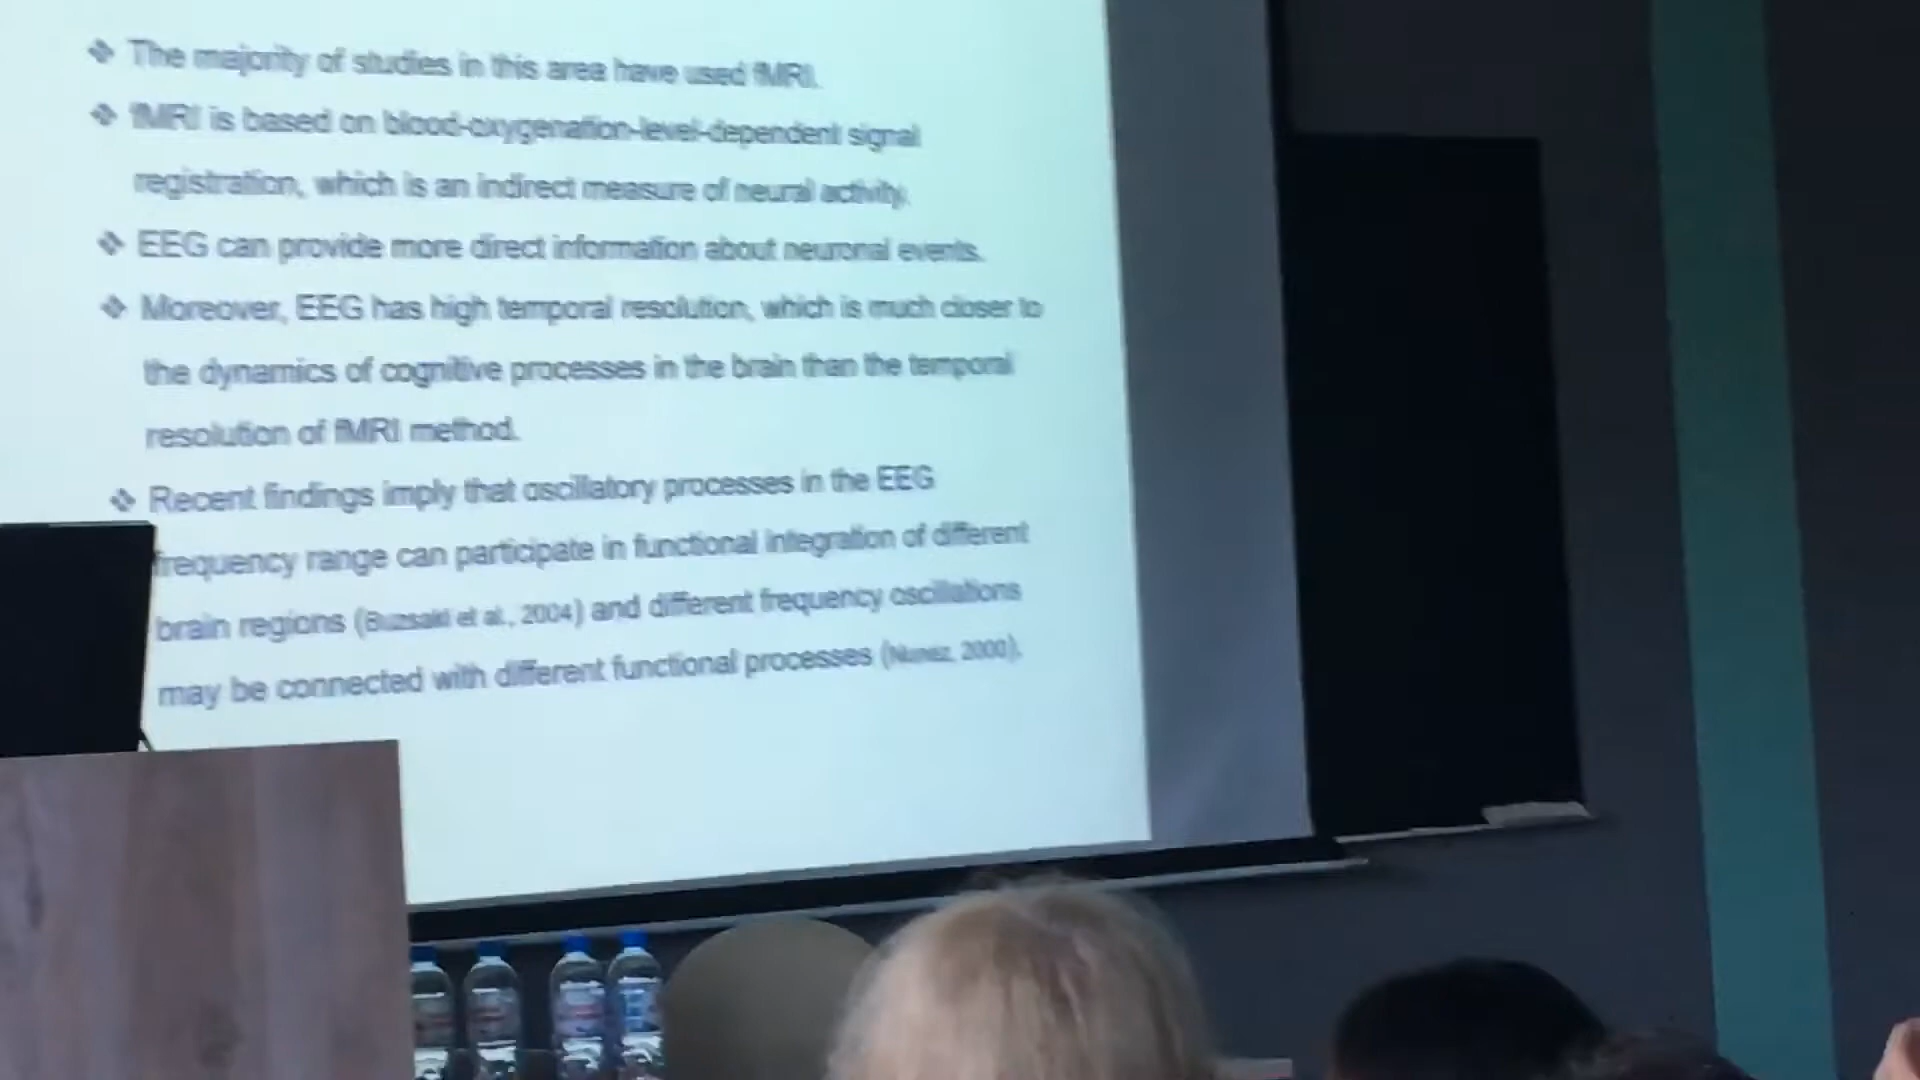 ❖ The majority of studies in this area have used fMRI.
❖ fMRI is based on blood-oxygenation-level-dependent signal
registration, which is an indirect measure of neural activity.
❖ EEG can provide more direct information about neuronal events.
❖ Moreover, EEG has high temporal resolution, which is much closer to
the dynamics of cognitive processes in the brain than the temporal
resolution of fMRI method.
❖ Recent findings imply that oscillatory processes in the EEG
frequency range can participate in functional integration of different
brain regions (Buzsaki et al., 2004) and different frequency oscillations
may be connected with different functional processes (Nunez, 2000).